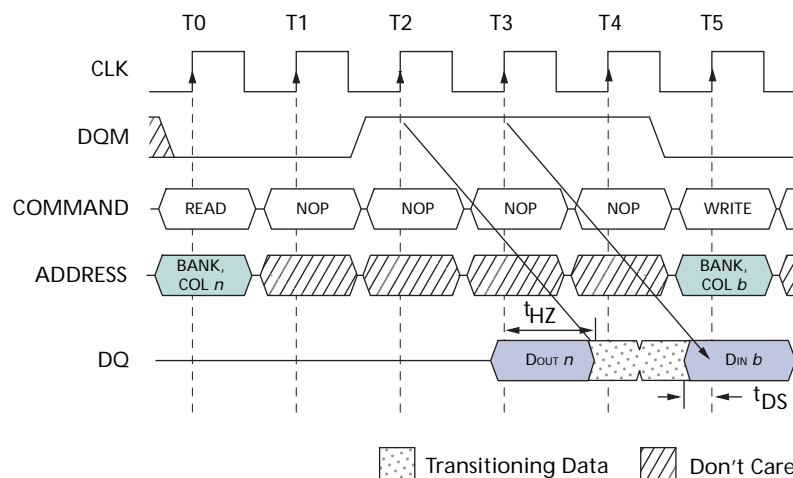 T0 T1 T2 T3 T4 T5
CLK
DQM
COMMAND READ NOP NOP NOP NOP WRITE
ADDRESS BANK, COL n BANK, COL b
tHZ
DQ DOUT n DIN b
tDS
Transitioning Data Don't Care